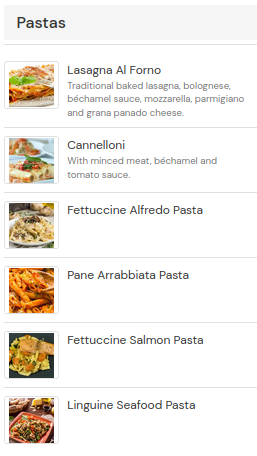 Pastas
Lasagna Al Forno
Traditional baked lasagna, bolognese,
béchamel sauce, mozzarella, parmigiano
and grana panado cheese.
Cannelloni
With minced meat, béchamel and
tomato sauce.
Fettuccine Alfredo Pasta
Pane Arrabbiata Pasta
Fettuccine Salmon Pasta
Linguine Seafood Pasta